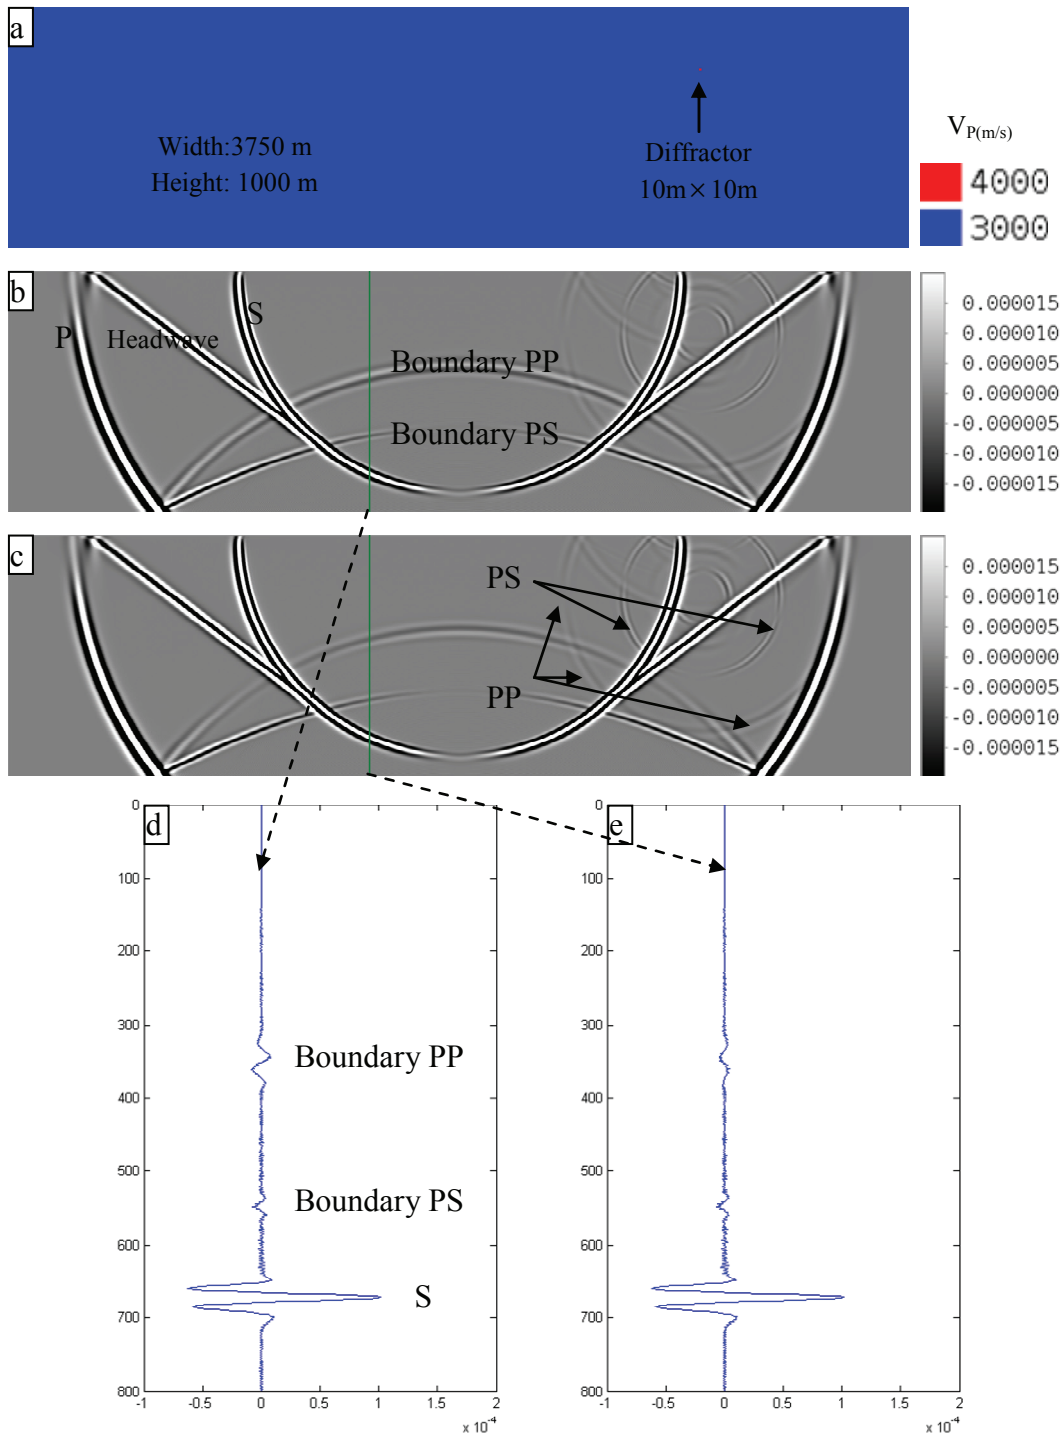 a
Width:3750 m
Height: 1000 m
Diffractor
10m×10m
VP(m/s)
4000
3000
b
P
Headwave
S
Boundary PP
Boundary PS
0.000015
0.000010
0.000005
0.000000
-0.000005
-0.000010
-0.000015
c
PS
PP
0.000015
0.000010
0.000005
0.000000
-0.000005
-0.000010
-0.000015
d
0
100
200
300
400
500
600
700
800
Boundary PP
Boundary PS
S
-1 -0.5 0 0.5 1 1.5 2
x 10-4
e
0
100
200
300
400
500
600
700
800
-1 -0.5 0 0.5 1 1.5 2
x 10-4